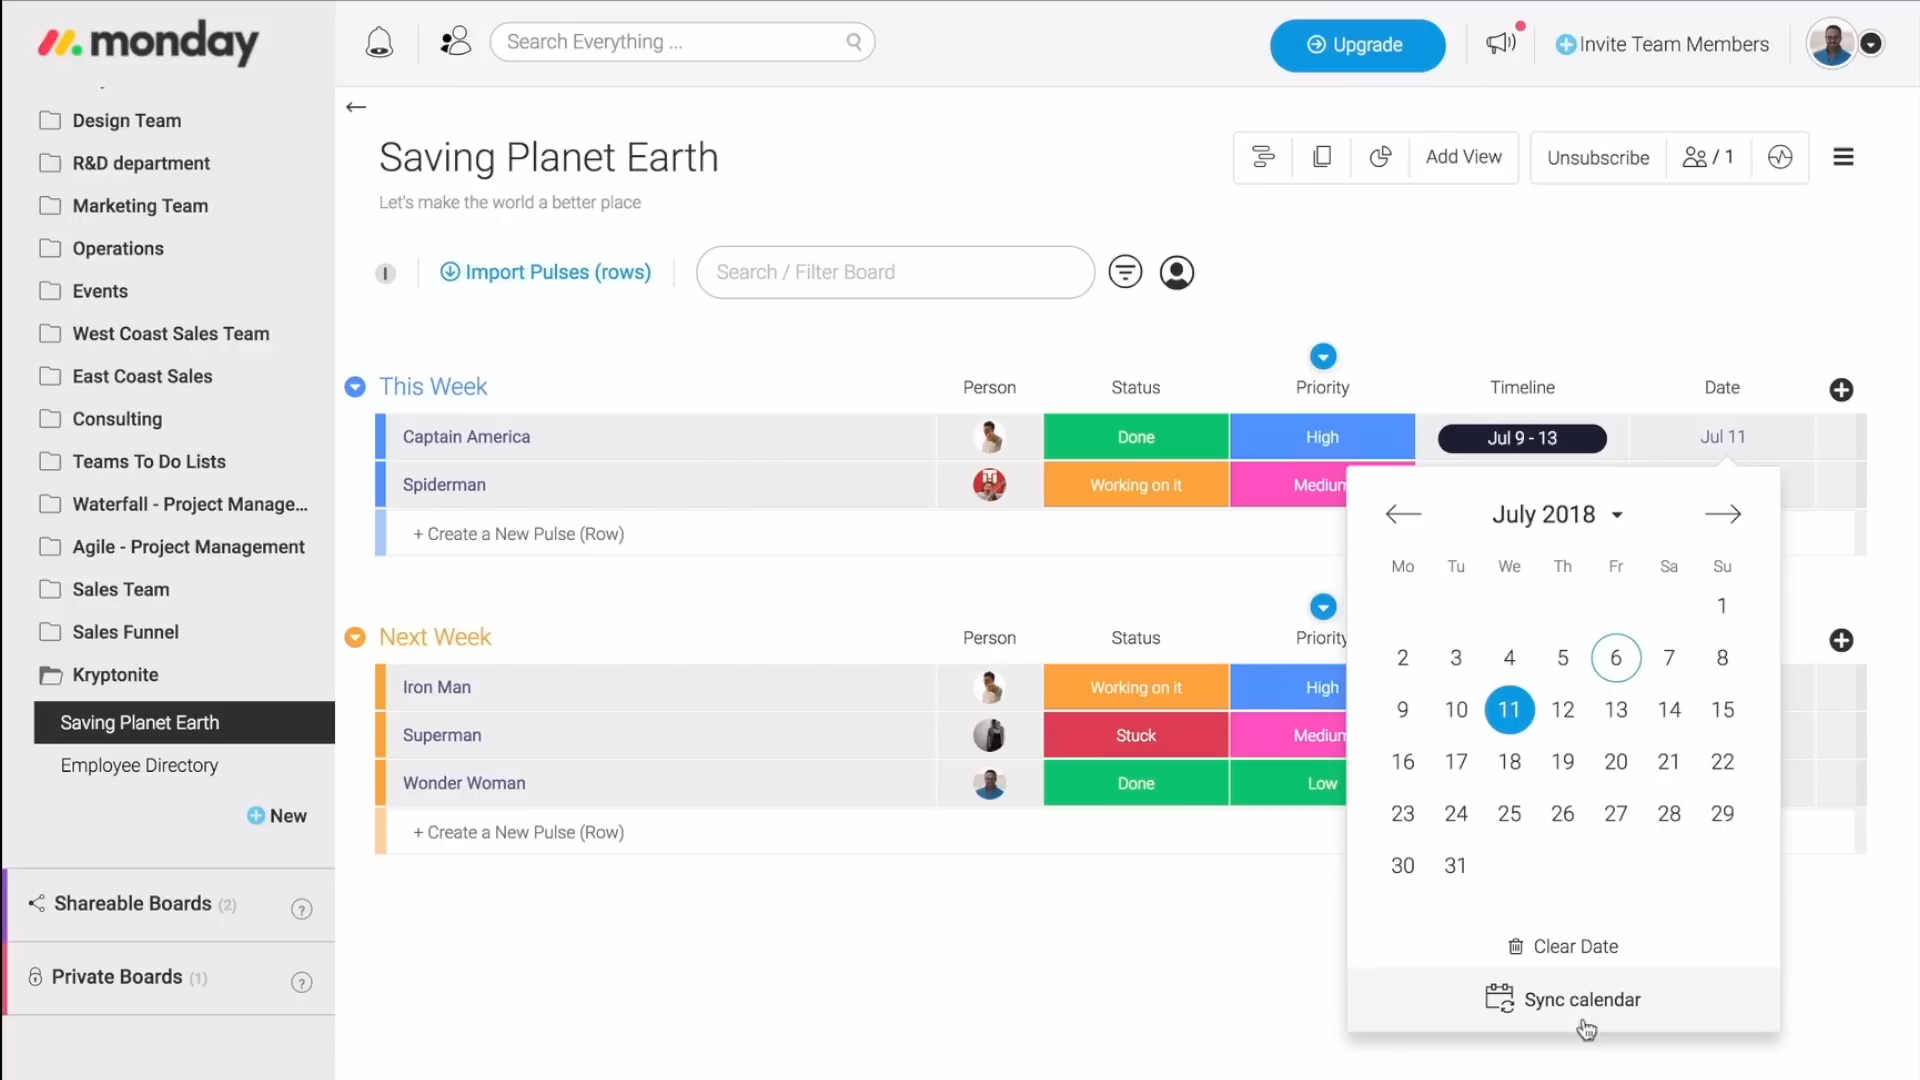 monday
Search Everything ...
Upgrade
Invite Team Members
Design Team
R&D department
Marketing Team
Operations
Events
West Coast Sales Team
East Coast Sales
Consulting
Teams To Do Lists
Waterfall - Project Manage...
Agile - Project Management
Sales Team
Sales Funnel
Kryptonite
Saving Planet Earth
Employee Directory
New
Shareable Boards (2)
?
Private Boards (1)
?
Saving Planet Earth
Let's make the world a better place
Add View
Unsubscribe
/ 1
Import Pulses (rows)
Search / Filter Board
This Week
Person
Status
Priority
Timeline
Date
Captain America
Done
High
Jul 9 - 13
Jul 11
Spiderman
Working on it
Medium
+ Create a New Pulse (Row)
Next Week
Person
Status
Priority
Iron Man
Working on it
High
Superman
Stuck
Medium
Wonder Woman
Done
Low
+ Create a New Pulse (Row)
July 2018
Mo Tu We Th Fr Sa Su
1
2 3 4 5 6 7 8
9 10 11 12 13 14 15
16 17 18 19 20 21 22
23 24 25 26 27 28 29
30 31
Clear Date
Sync calendar